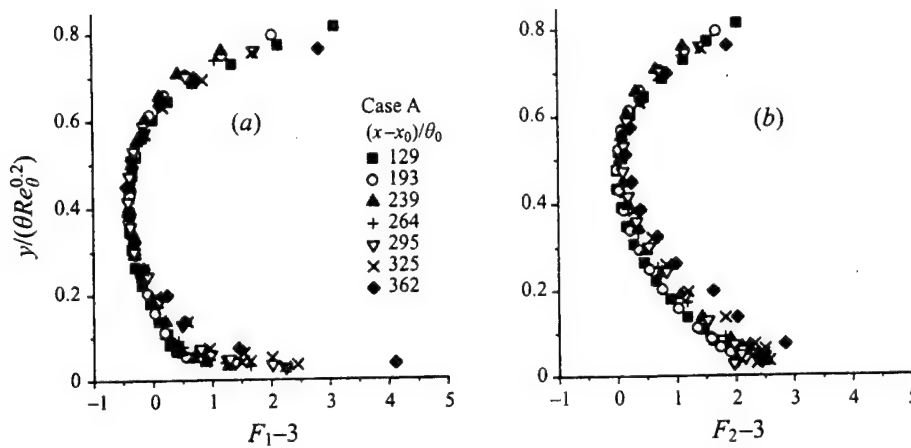 0.8
0.6
0.4
0.2
0
y/(θRe_θ^0.2)
(a)
Case A
(x–x₀)/θ₀
129
193
239
264
295
325
362
–1 0 1 2 3 4 5
F₁–3
0.8
0.6
0.4
0.2
0
(b)
–1 0 1 2 3 4 5
F₂–3